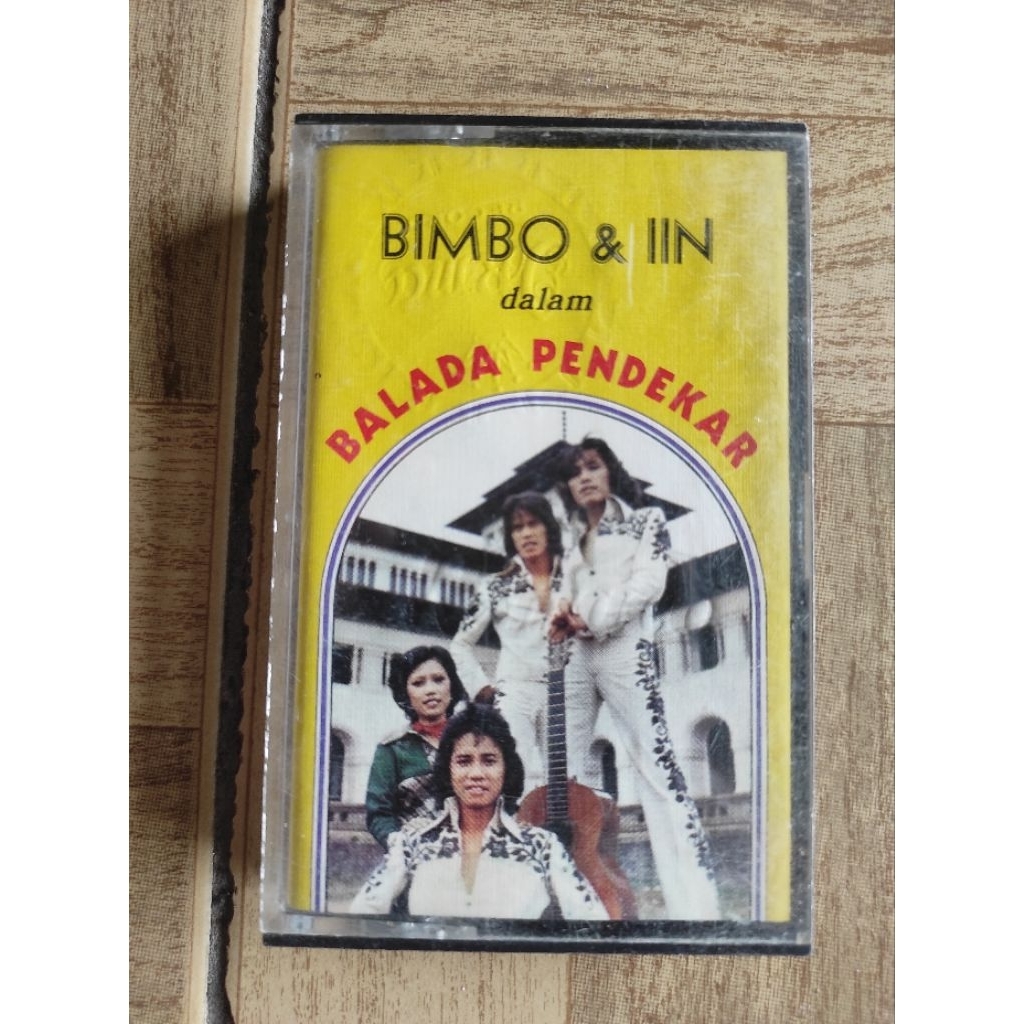 BIMBO & IIN
dalam
BALADA PENDEKAR